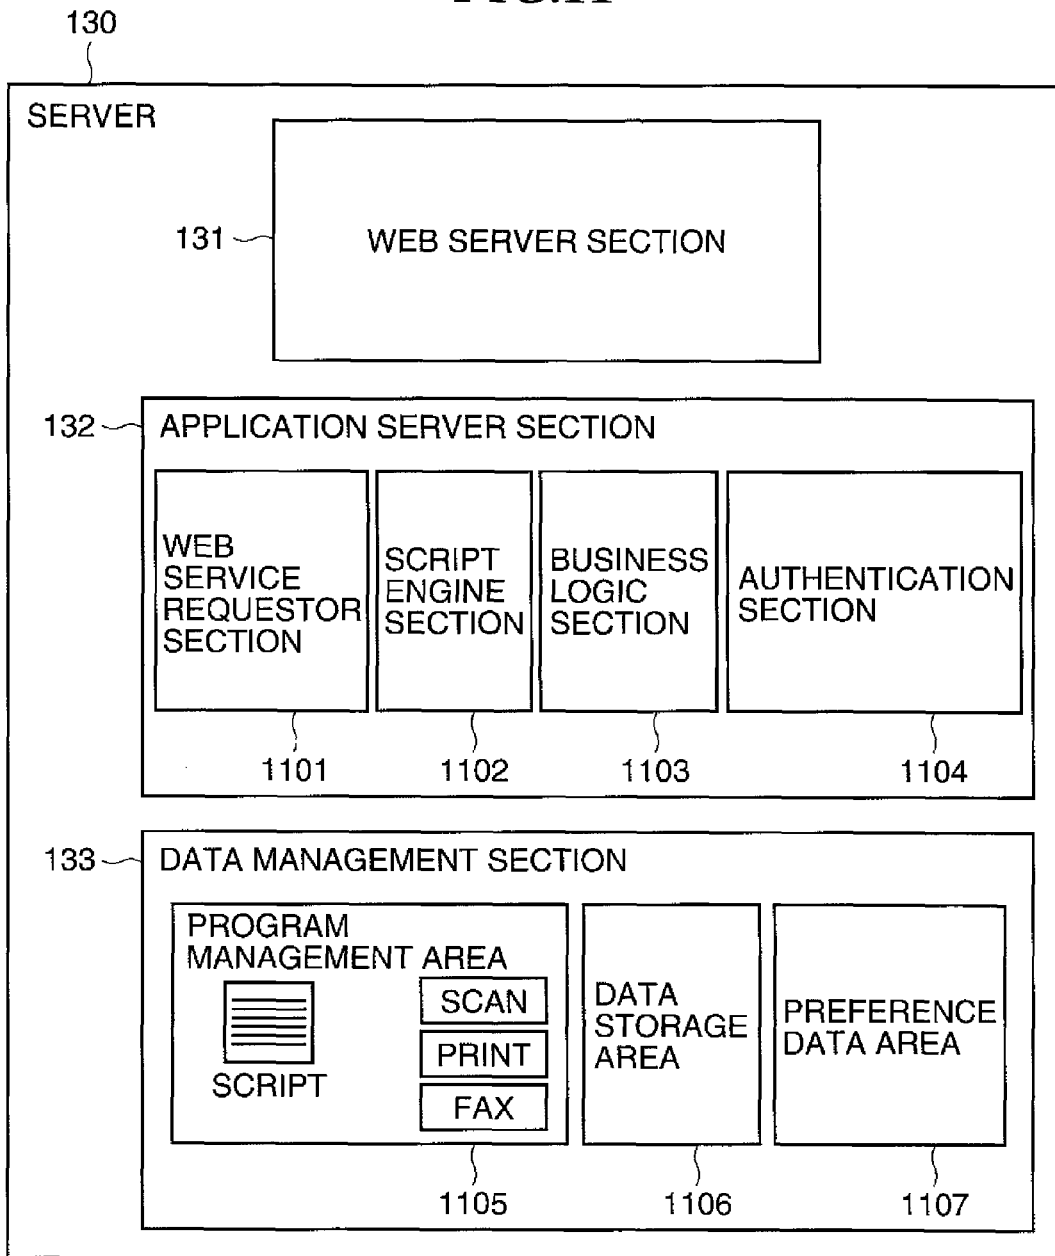 130
SERVER
131
WEB SERVER SECTION
132
APPLICATION SERVER SECTION
WEB
SERVICE
REQUESTOR
SECTION
SCRIPT
ENGINE
SECTION
BUSINESS
LOGIC
SECTION
AUTHENTICATION
SECTION
1101
1102
1103
1104
133
DATA MANAGEMENT SECTION
PROGRAM
MANAGEMENT AREA
SCRIPT
SCAN
PRINT
FAX
DATA
STORAGE
AREA
PREFERENCE
DATA AREA
1105
1106
1107